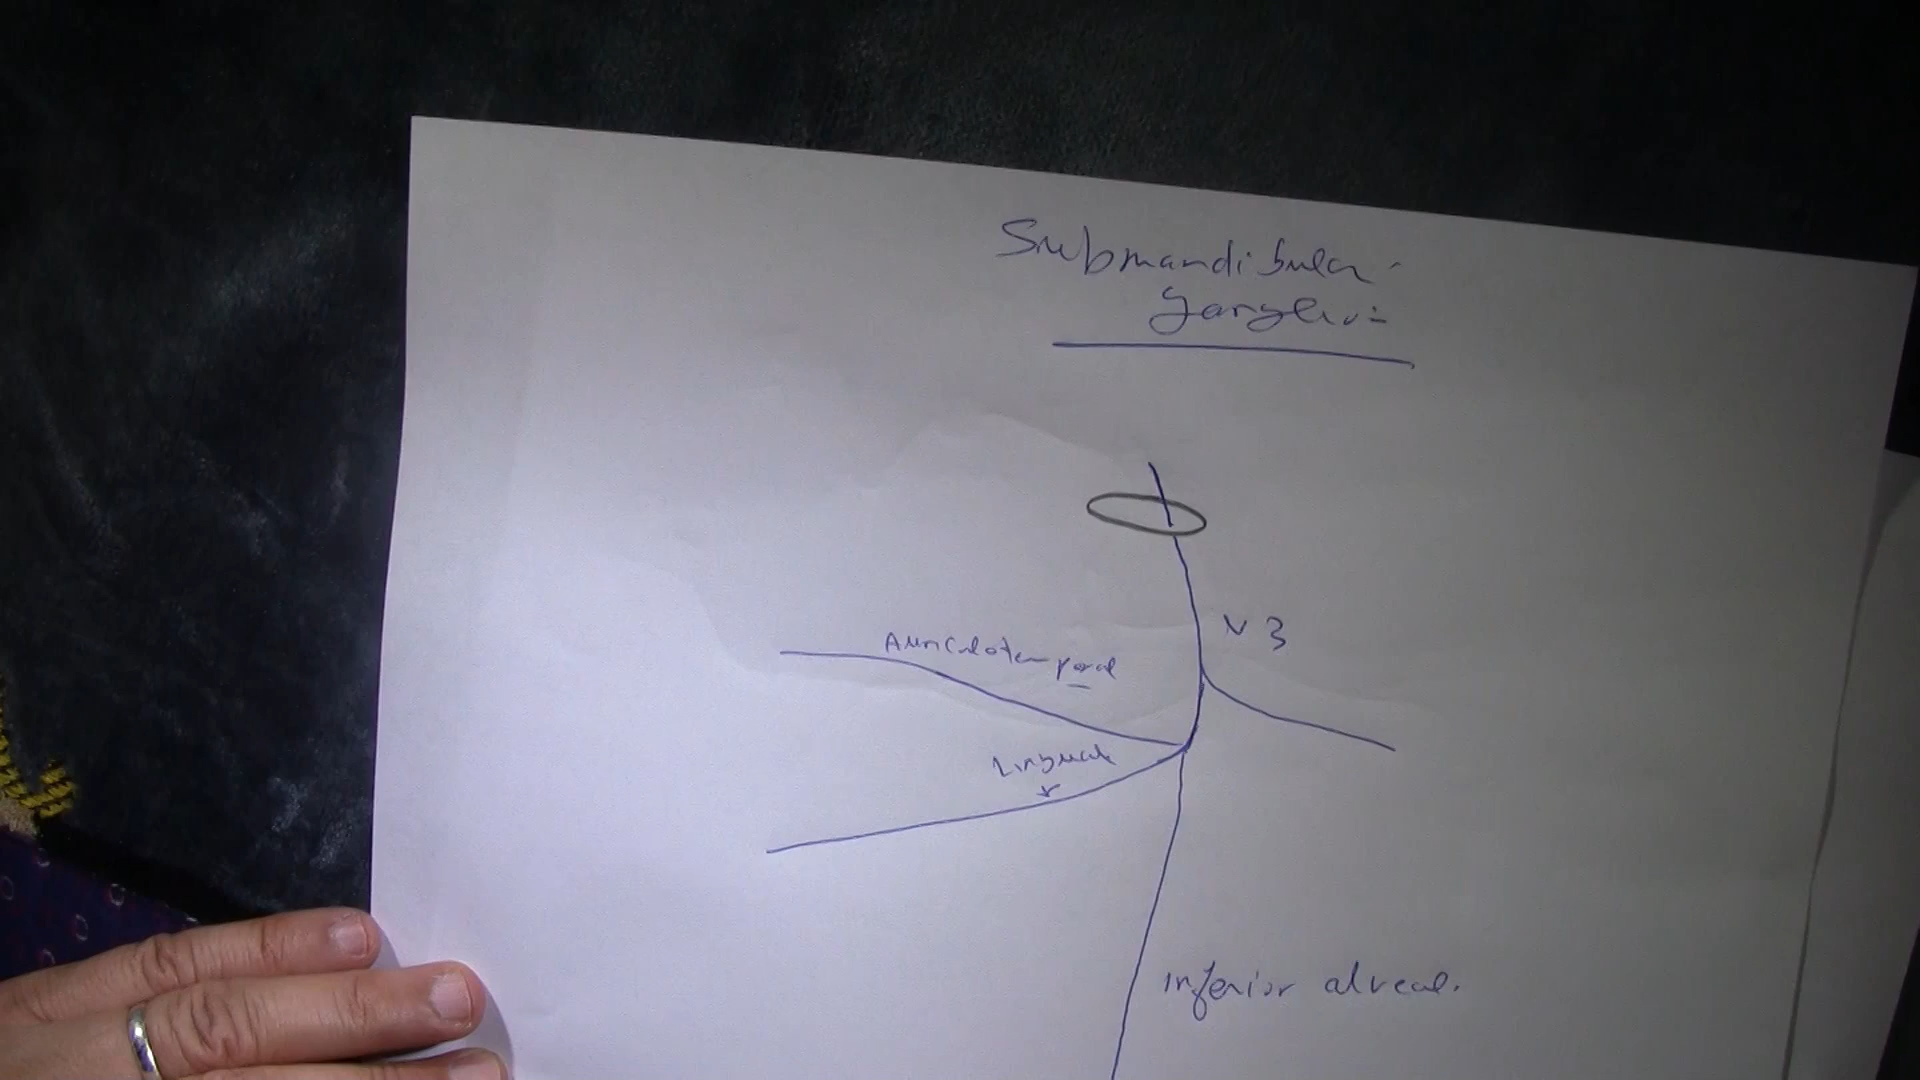 Submandibular
ganglion
V3
Auriculotemporal
Lingual
Inferior alveol.